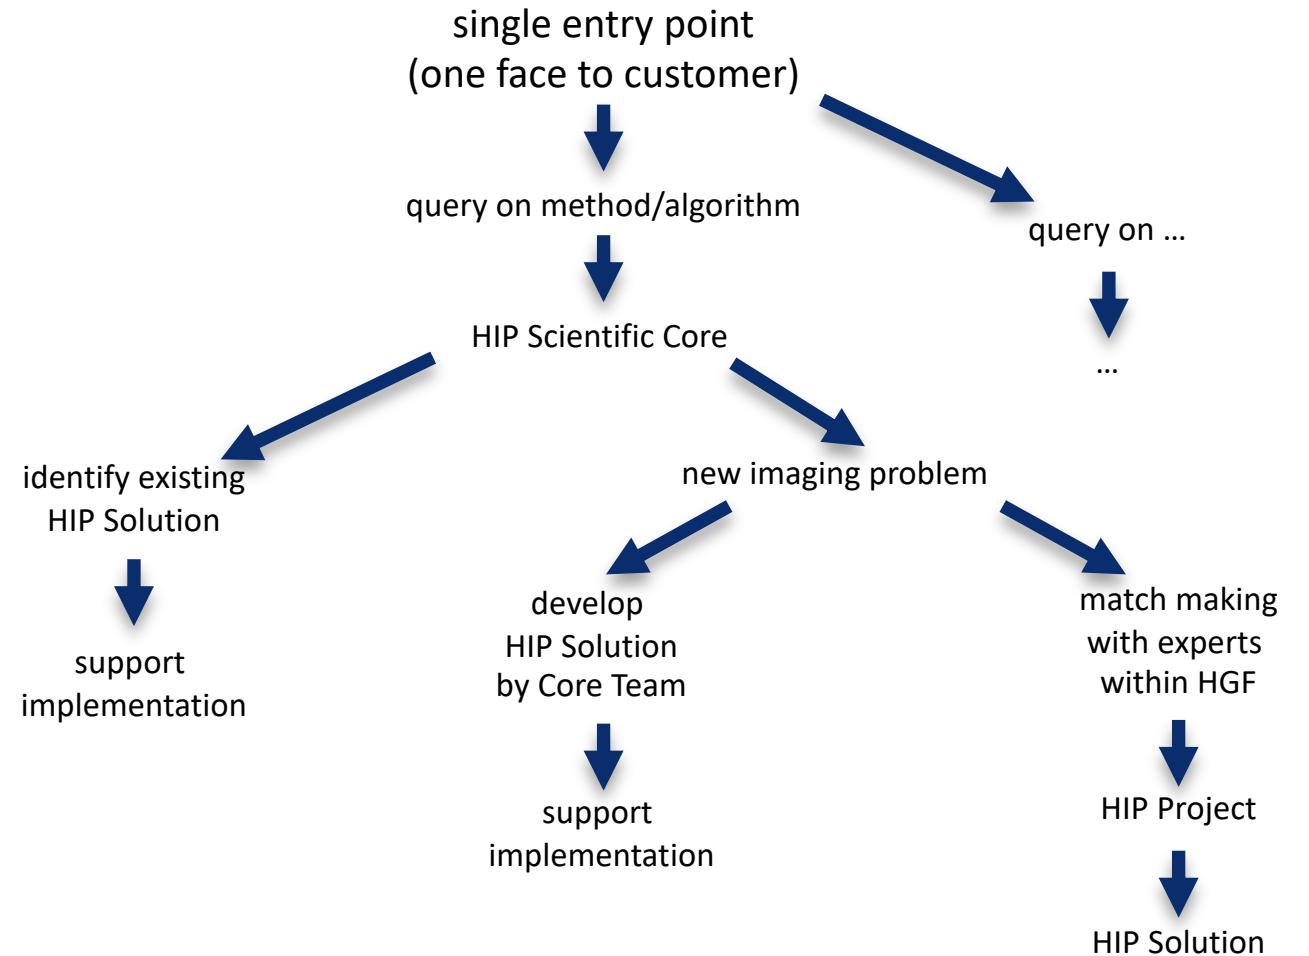 single entry point
(one face to customer)
query on method/algorithm
query on …
HIP Scientific Core
…
identify existing
HIP Solution
new imaging problem
support
implementation
develop
HIP Solution
by Core Team
match making
with experts
within HGF
support
implementation
HIP Project
HIP Solution